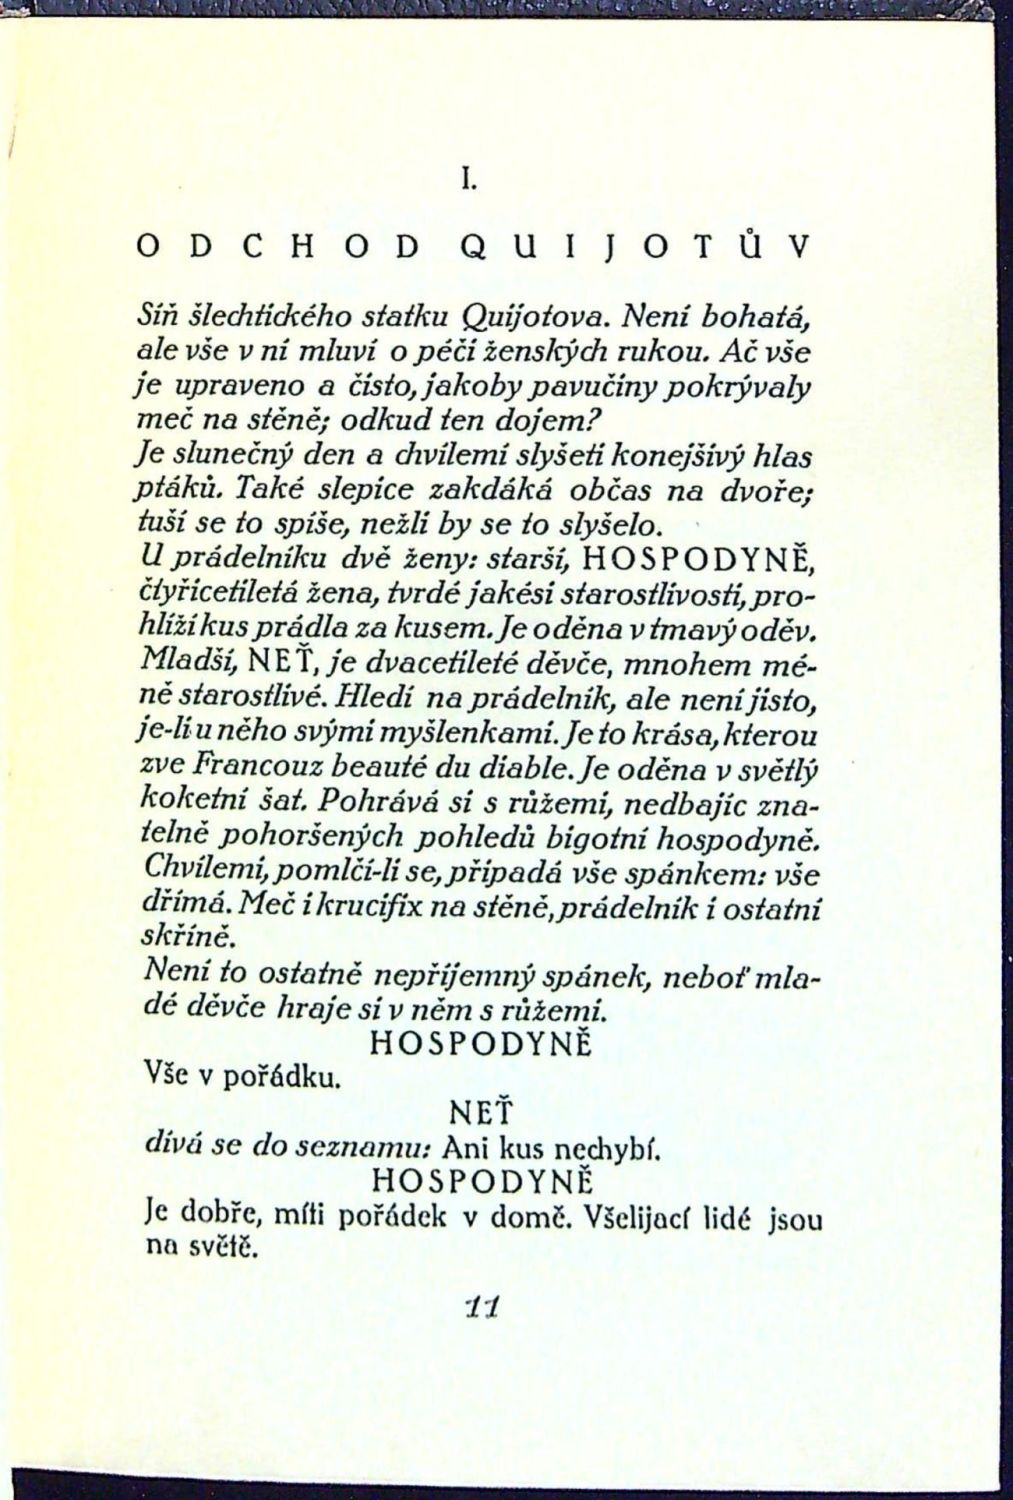 I.
ODCHOD QUIJOTŮV
Síň šlechtického statku Quijotova. Není bohatá,
ale vše v ní mluví o péči ženských rukou. Ač vše
je upraveno a čisto, jakoby pavučiny pokrývaly
meč na stěně; odkud ten dojem?
Je slunečný den a chvílemi slyšeti konejšivý hlas
ptáků. Také slepice zakdáká občas na dvoře;
tuší se to spíše, nežli by se to slyšelo.
U prádelníku dvě ženy: starší, HOSPODYNĚ,
čtyřicetiletá žena, tvrdé jakési starostlivosti, pro-
hlíží kus prádla za kusem. Je oděna v tmavý oděv.
Mladší, NEŤ, je dvacetileté děvče, mnohem mé-
ně starostlivé. Hledí na prádelník, ale není jisto,
je-li u něho svými myšlenkami. Je to krása, kterou
zve Francouz beauté du diable. Je oděna v světlý
koketní šat. Pohrává si s růžemi, nedbajíc zna-
telně pohoršených pohledů bigotní hospodyně.
Chvílemi, pomlčí-li se, připadá vše spánkem: vše
dřímá. Meč i krucifix na stěně, prádelník i ostatní
skříně.
Není to ostatně nepříjemný spánek, neboť mla-
dé děvče hraje si v něm s růžemi.
HOSPODYNĚ
Vše v pořádku.
NEŤ
dívá se do seznamu: Ani kus nechybí.
HOSPODYNĚ
Je dobře, míti pořádek v domě. Všelijací lidé jsou
na světě.
11